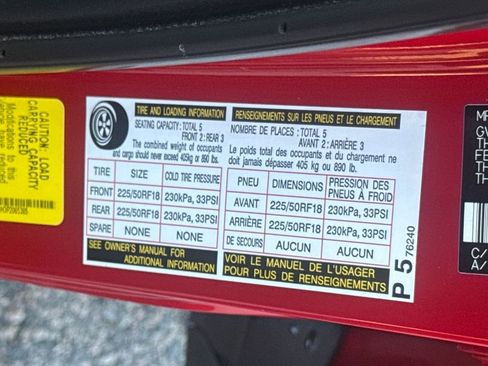 CAUTION: LOAD
CARRYING CAPACITY
REDUCED
Modifications to this
TIRE AND LOADING INFORMATION
SEATING CAPACITY: TOTAL 5
FRONT 2: REAR 3
The combined weight of occupants
and cargo should never exceed 405kg or 890 lbs.
TIRE SIZE COLD TIRE PRESSURE
FRONT 225/50RF18 230kPa, 33PSI
REAR 225/50RF18 230kPa, 33PSI
SPARE NONE NONE
SEE OWNER'S MANUAL FOR
ADDITIONAL INFORMATION
RENSEIGNEMENTS SUR LES PNEUS ET LE CHARGEMENT
NOMBRE DE PLACES: TOTAL 5
AVANT 2: ARRIÈRE 3
Le poids total des occupants et du chargement ne
doit jamais dépasser 405 kg ou 890 lb.
PNEU DIMENSIONS PRESSION DES
PNEUS À FROID
AVANT 225/50RF18 230kPa, 33PSI
ARRIÈRE 225/50RF18 230kPa, 33PSI
DE SECOURS AUCUN AUCUN
VOIR LE MANUEL DE L'USAGER
POUR PLUS DE RENSEIGNEMENTS
P 5 76240
C/
A/